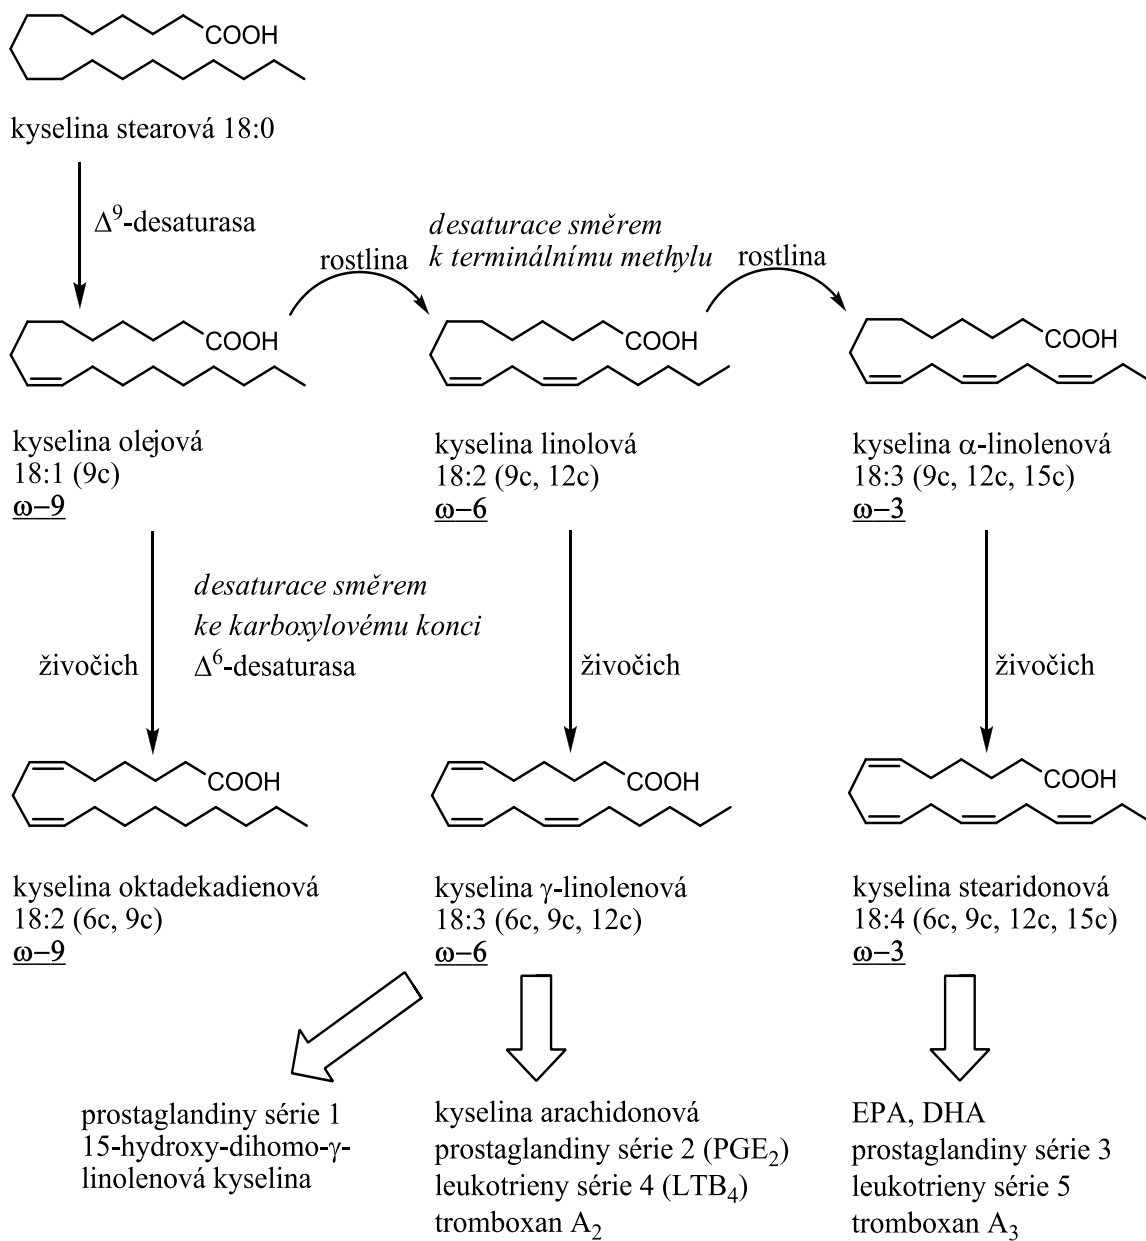 COOH
kyselina stearová 18:0
Δ⁹-desaturasa
desaturace směrem
k terminálnímu methylu
rostlina
rostlina
COOH
COOH
COOH
kyselina olejová
18:1 (9c)
ω–9
kyselina linolová
18:2 (9c, 12c)
ω–6
kyselina α-linolenová
18:3 (9c, 12c, 15c)
ω–3
desaturace směrem
ke karboxylovému konci
Δ⁶-desaturasa
živočich
živočich
živočich
COOH
COOH
COOH
kyselina oktadekadienová
18:2 (6c, 9c)
ω–9
kyselina γ-linolenová
18:3 (6c, 9c, 12c)
ω–6
kyselina stearidonová
18:4 (6c, 9c, 12c, 15c)
ω–3
prostaglandiny série 1
15-hydroxy-dihomo-γ-
linolenová kyselina
kyselina arachidonová
prostaglandiny série 2 (PGE₂)
leukotrieny série 4 (LTB₄)
tromboxan A₂
EPA, DHA
prostaglandiny série 3
leukotrieny série 5
tromboxan A₃